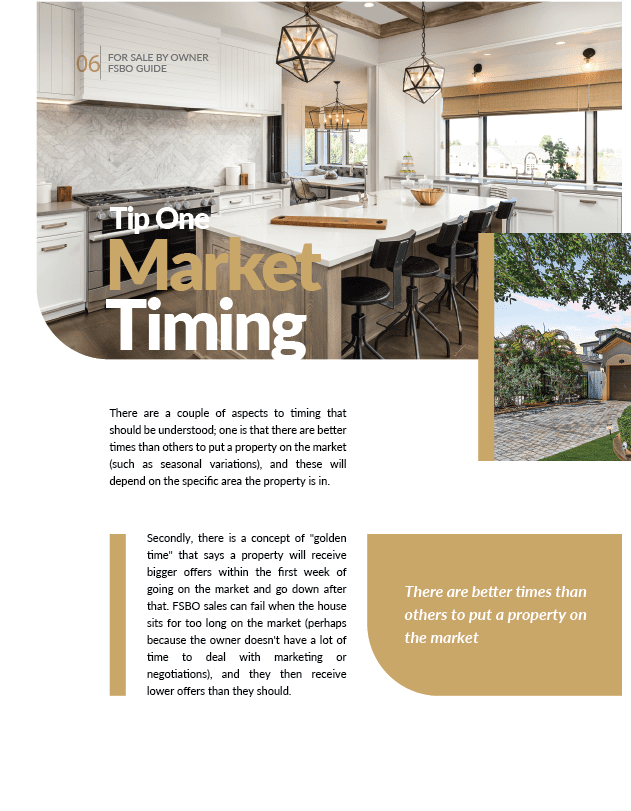 06
FOR SALE BY OWNER
FSBO GUIDE
Tip One
Market
Timing
There are a couple of aspects to timing that
should be understood; one is that there are better
times than others to put a property on the market
(such as seasonal variations), and these will
depend on the specific area the property is in.
Secondly, there is a concept of "golden
time" that says a property will receive
bigger offers within the first week of
going on the market and go down after
that. FSBO sales can fail when the house
sits for too long on the market (perhaps
because the owner doesn't have a lot of
time to deal with marketing or
negotiations), and they then receive
lower offers than they should.
There are better times than
others to put a property on
the market